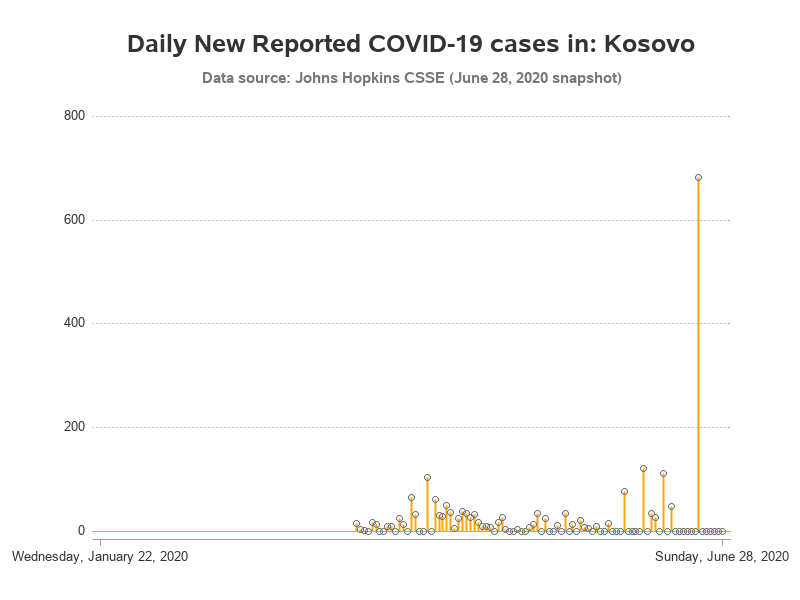 Daily New Reported COVID-19 cases in: Kosovo
Data source: Johns Hopkins CSSE (June 28, 2020 snapshot)
800
600
400
200
0
Wednesday, January 22, 2020 Sunday, June 28, 2020